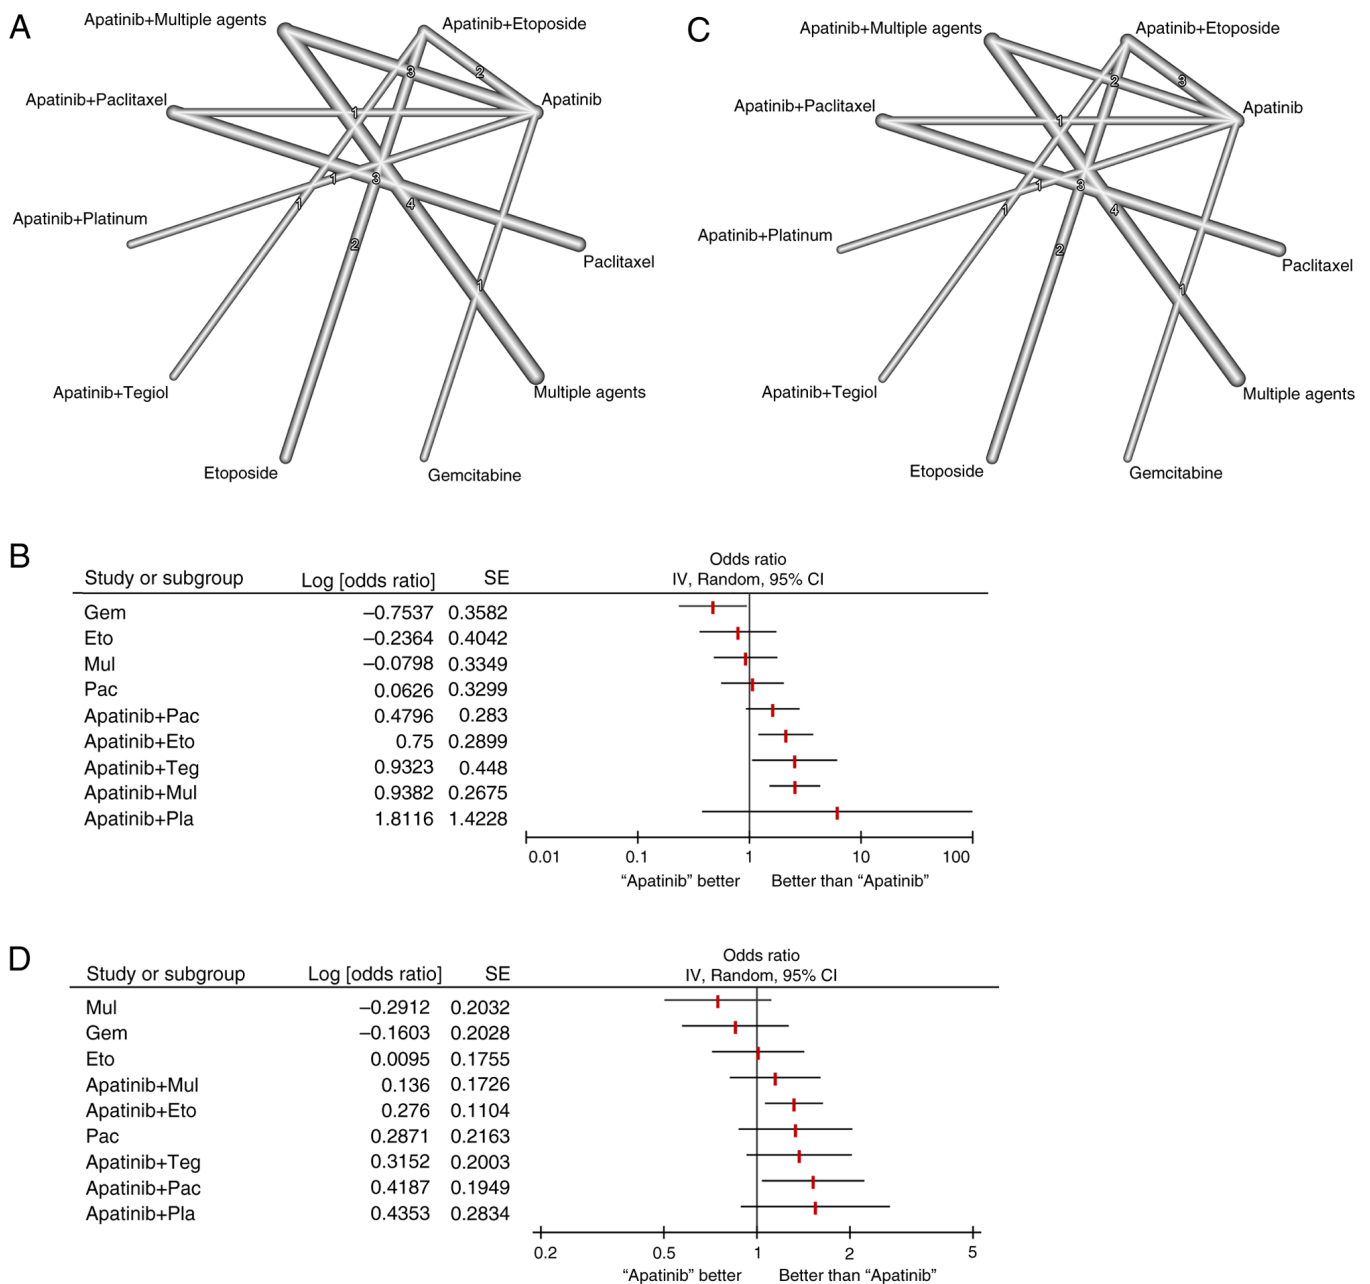 A
Apatinib+Multiple agents
Apatinib+Etoposide
3
2
Apatinib+Paclitaxel
Apatinib
1
1
3
1
4
Apatinib+Platinum
2
Paclitaxel
1
Apatinib+Tegiol
Multiple agents
Etoposide
Gemcitabine
C
Apatinib+Multiple agents
Apatinib+Etoposide
2
3
Apatinib+Paclitaxel
Apatinib
1
1
3
1
4
Apatinib+Platinum
2
Paclitaxel
1
Apatinib+Tegiol
Multiple agents
Etoposide
Gemcitabine
B
Odds ratio
Study or subgroup Log [odds ratio] SE IV, Random, 95% CI
Gem −0.7537 0.3582
Eto −0.2364 0.4042
Mul −0.0798 0.3349
Pac 0.0626 0.3299
Apatinib+Pac 0.4796 0.283
Apatinib+Eto 0.75 0.2899
Apatinib+Teg 0.9323 0.448
Apatinib+Mul 0.9382 0.2675
Apatinib+Pla 1.8116 1.4228
0.01 0.1 1 10 100
“Apatinib” better Better than “Apatinib”
D
Odds ratio
Study or subgroup Log [odds ratio] SE IV, Random, 95% CI
Mul −0.2912 0.2032
Gem −0.1603 0.2028
Eto 0.0095 0.1755
Apatinib+Mul 0.136 0.1726
Apatinib+Eto 0.276 0.1104
Pac 0.2871 0.2163
Apatinib+Teg 0.3152 0.2003
Apatinib+Pac 0.4187 0.1949
Apatinib+Pla 0.4353 0.2834
0.2 0.5 1 2 5
“Apatinib” better Better than “Apatinib”